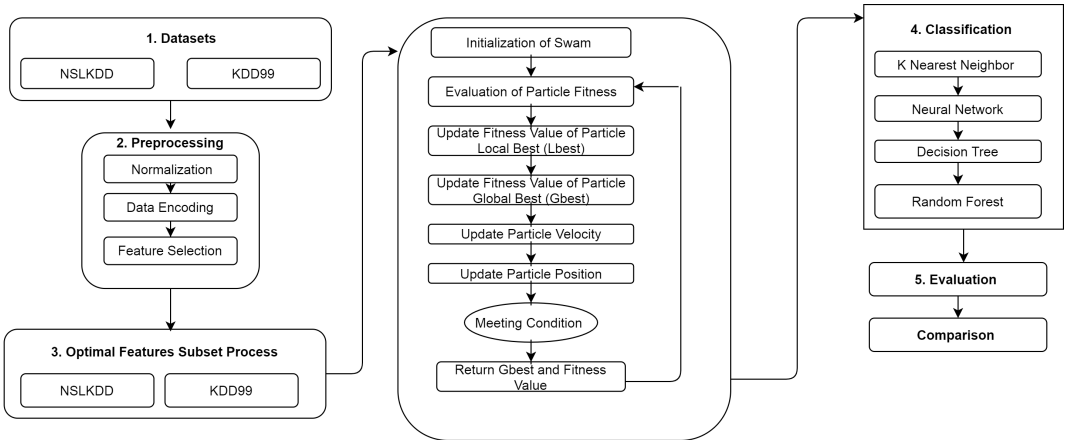 1. Datasets
NSLKDD
KDD99
2. Preprocessing
Normalization
Data Encoding
Feature Selection
3. Optimal Features Subset Process
NSLKDD
KDD99
Initialization of Swam
Evaluation of Particle Fitness
Update Fitness Value of Particle
Local Best (Lbest)
Update Fitness Value of Particle
Global Best (Gbest)
Update Particle Velocity
Update Particle Position
Meeting Condition
Return Gbest and Fitness
Value
4. Classification
K Nearest Neighbor
Neural Network
Decision Tree
Random Forest
5. Evaluation
Comparison